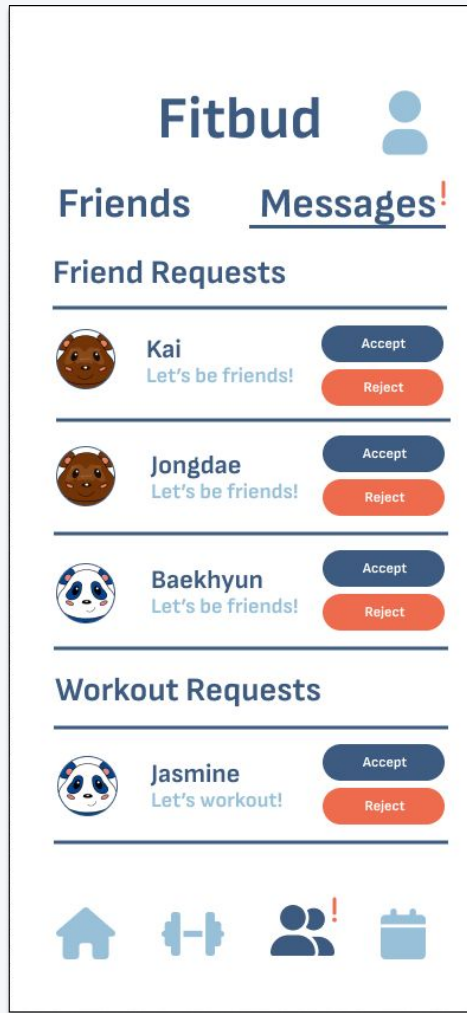 Fitbud
Friends
Messages!
Friend Requests
Kai
Let's be friends!
Accept
Reject
Jongdae
Let's be friends!
Accept
Reject
Baekhyun
Let's be friends!
Accept
Reject
Workout Requests
Jasmine
Let's workout!
Accept
Reject
!